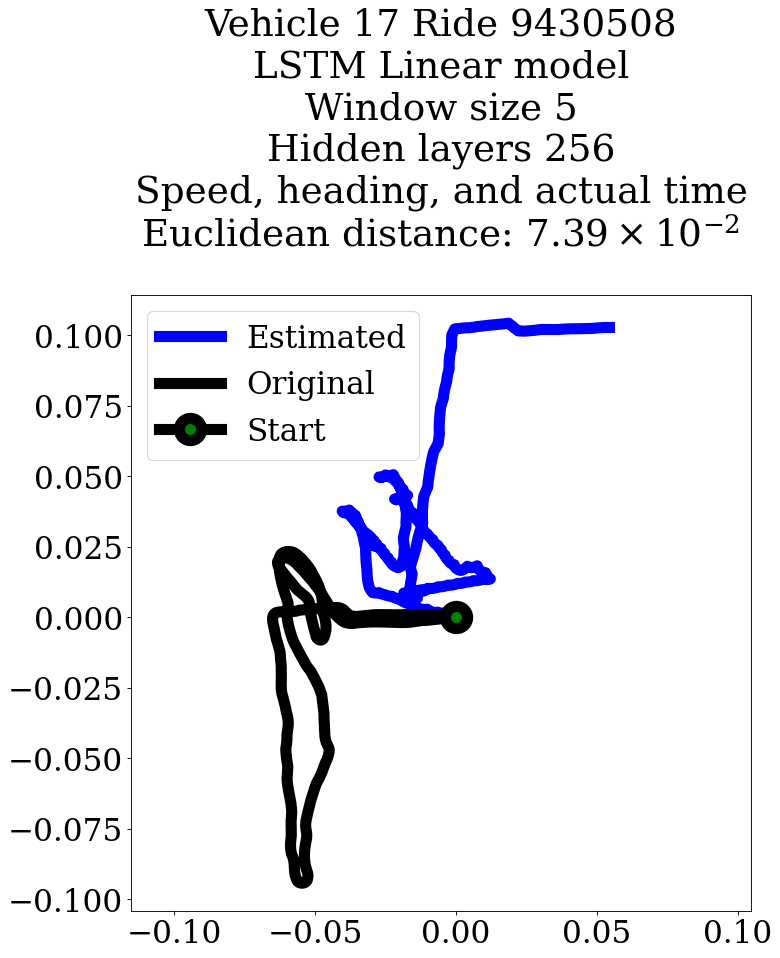 Vehicle 17 Ride 9430508
LSTM Linear model
Window size 5
Hidden layers 256
Speed, heading, and actual time
Euclidean distance: 7.39 × 10⁻²
Estimated
Original
Start
0.100
0.075
0.050
0.025
0.000
−0.025
−0.050
−0.075
−0.100
−0.10 −0.05 0.00 0.05 0.10